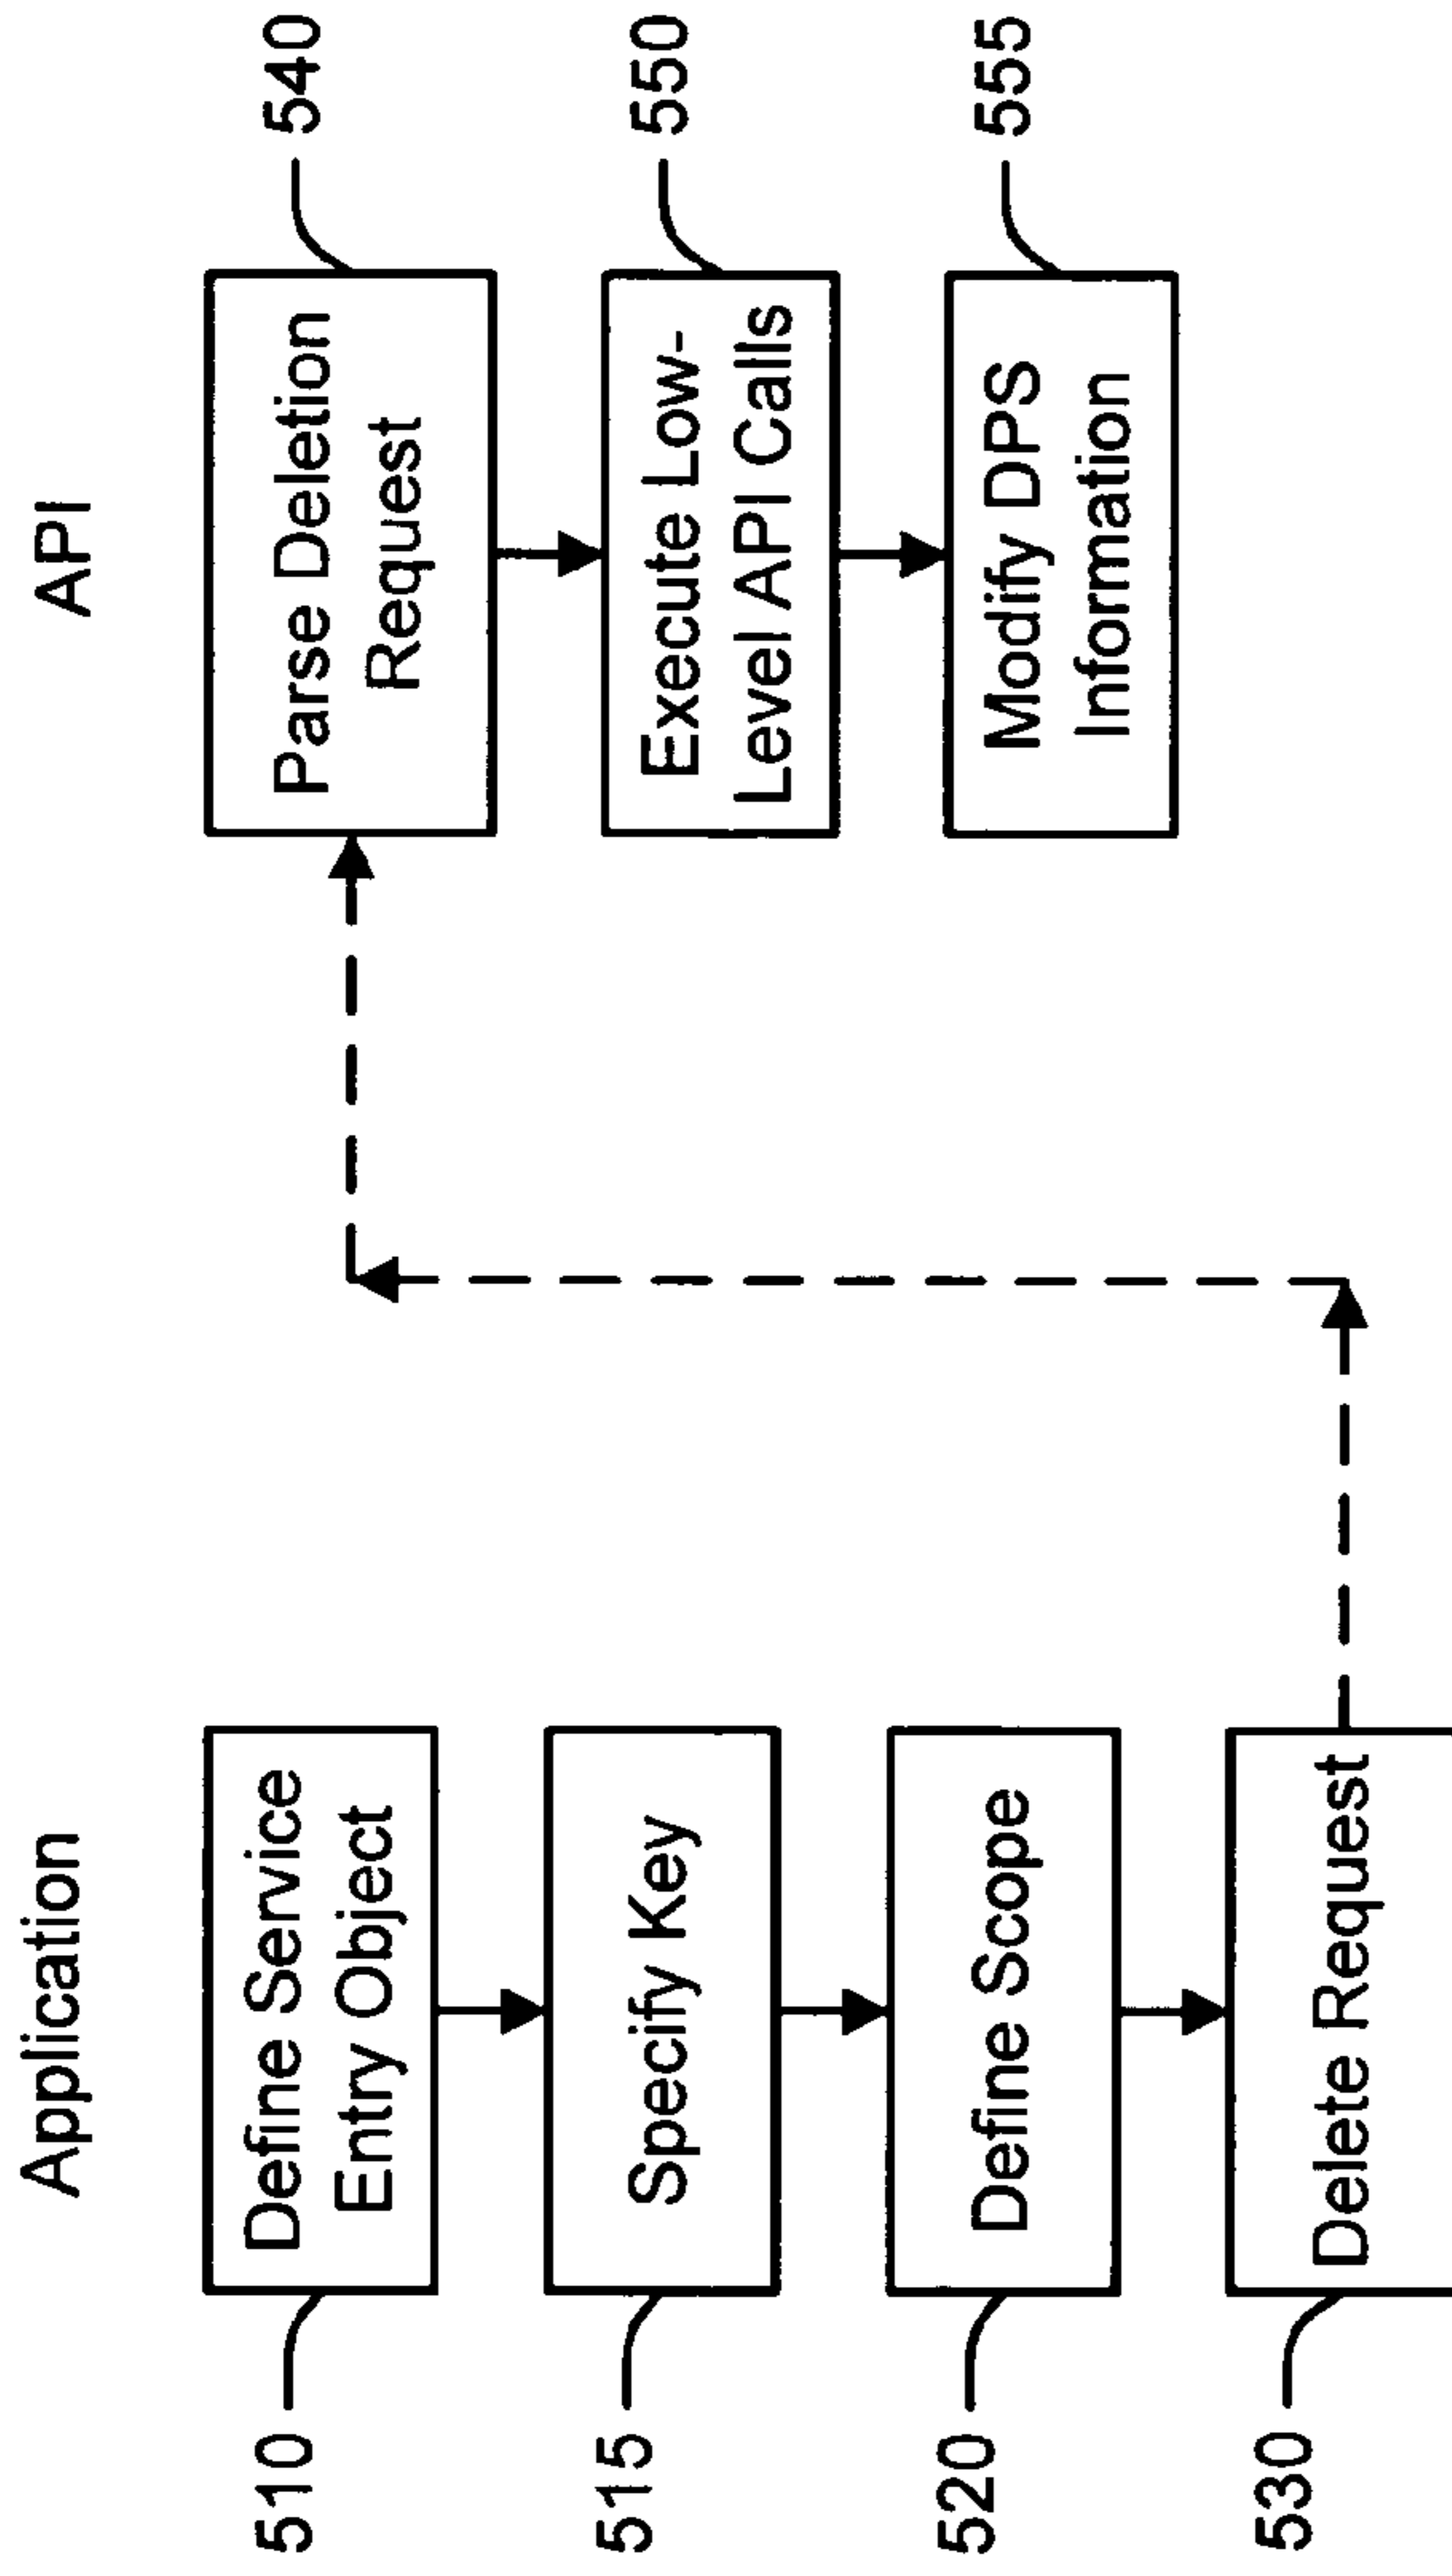 Application
510
Define Service
Entry Object
515
Specify Key
520
Define Scope
530
Delete Request
API
Parse Deletion
Request
540
Execute Low-
Level API Calls
550
Modify DPS
Information
555